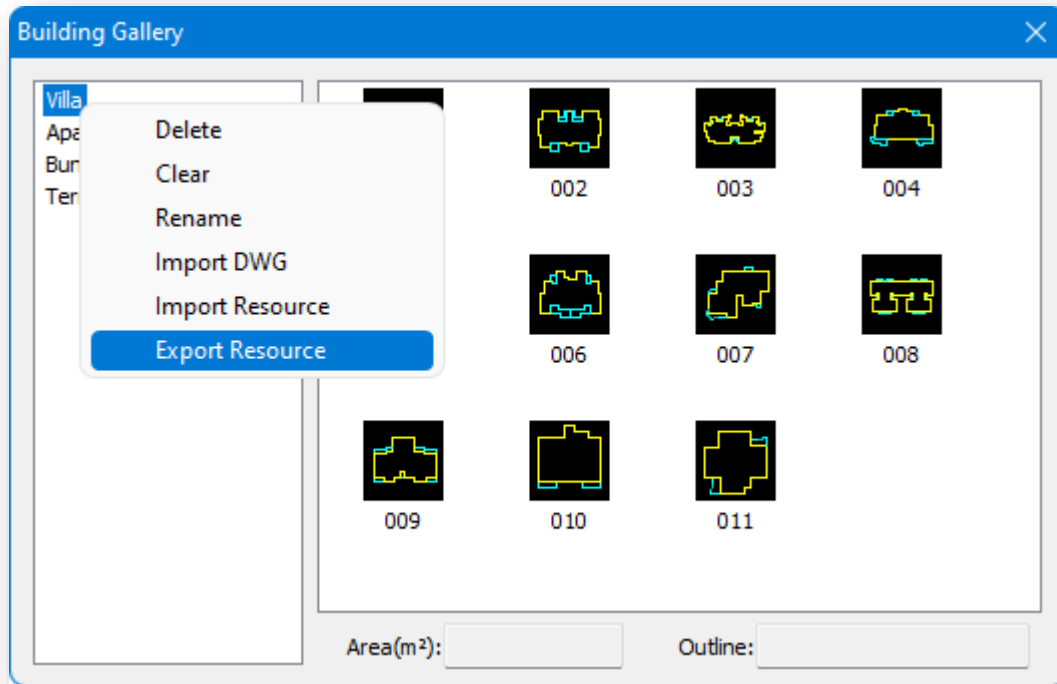 Building Gallery
Villa
Apa
Bun
Ter
Delete
Clear
Rename
Import DWG
Import Resource
Export Resource
002 003 004
006 007 008
009 010 011
Area(m²): Outline: